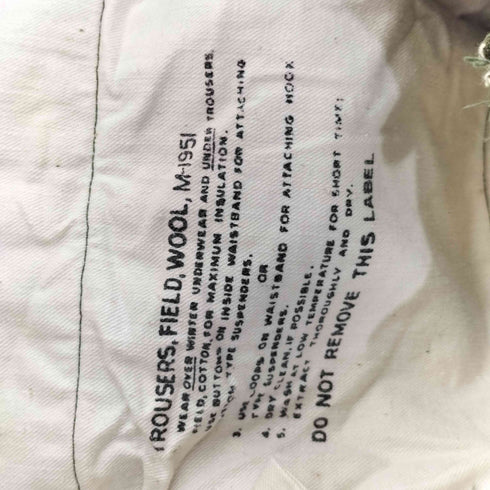 TROUSERS, FIELD, WOOL, M-1951
WEAR OVER WINTER UNDERWEAR AND UNDER TROUSERS,
FIELD, COTTON, FOR MAXIMUM INSULATION.
BUTTONS ON INSIDE WAISTBAND FOR ATTACHING
TYPE SUSPENDERS.
OR
3. USE LOOPS ON WAISTBAND FOR ATTACHING HOOK
TYPE SUSPENDERS.
4. DRY CLEAN, IF POSSIBLE.
5. WASH AT LOW TEMPERATURE FOR SHORT TIME;
EXTRACT THOROUGHLY AND DRY.
DO NOT REMOVE THIS LABEL